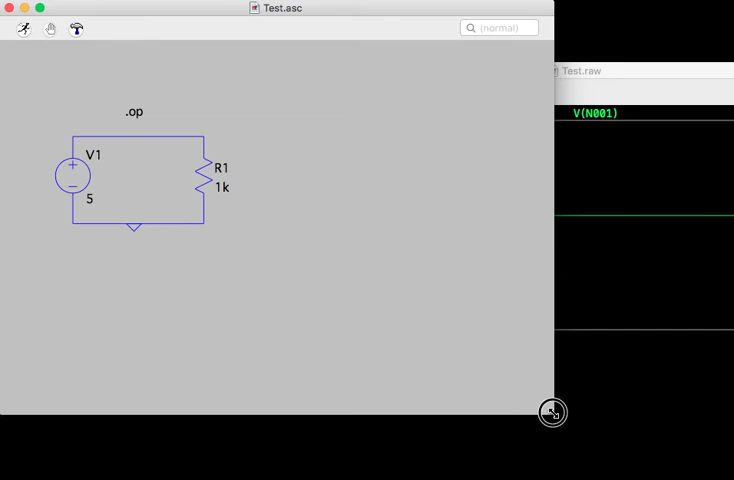 Test.asc
(normal)
Test.raw
V(N001)
.op
V1
R1
1k
5